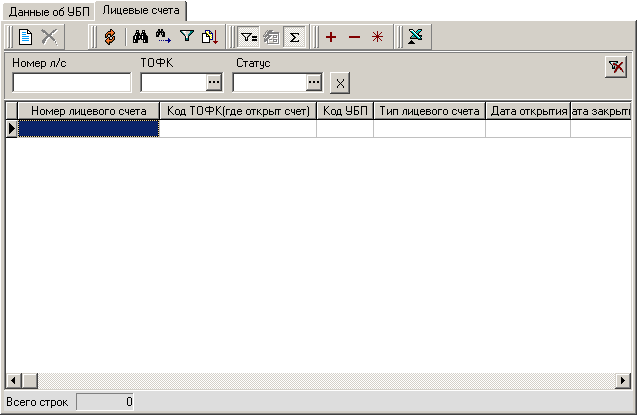 Данные об УБП Лицевые счета
Номер л/с ТОФК Статус
X
Номер лицевого счета Код ТОФК(где открыт счет) Код УБП Тип лицевого счета Дата открытия ата закрыти
Всего строк 0